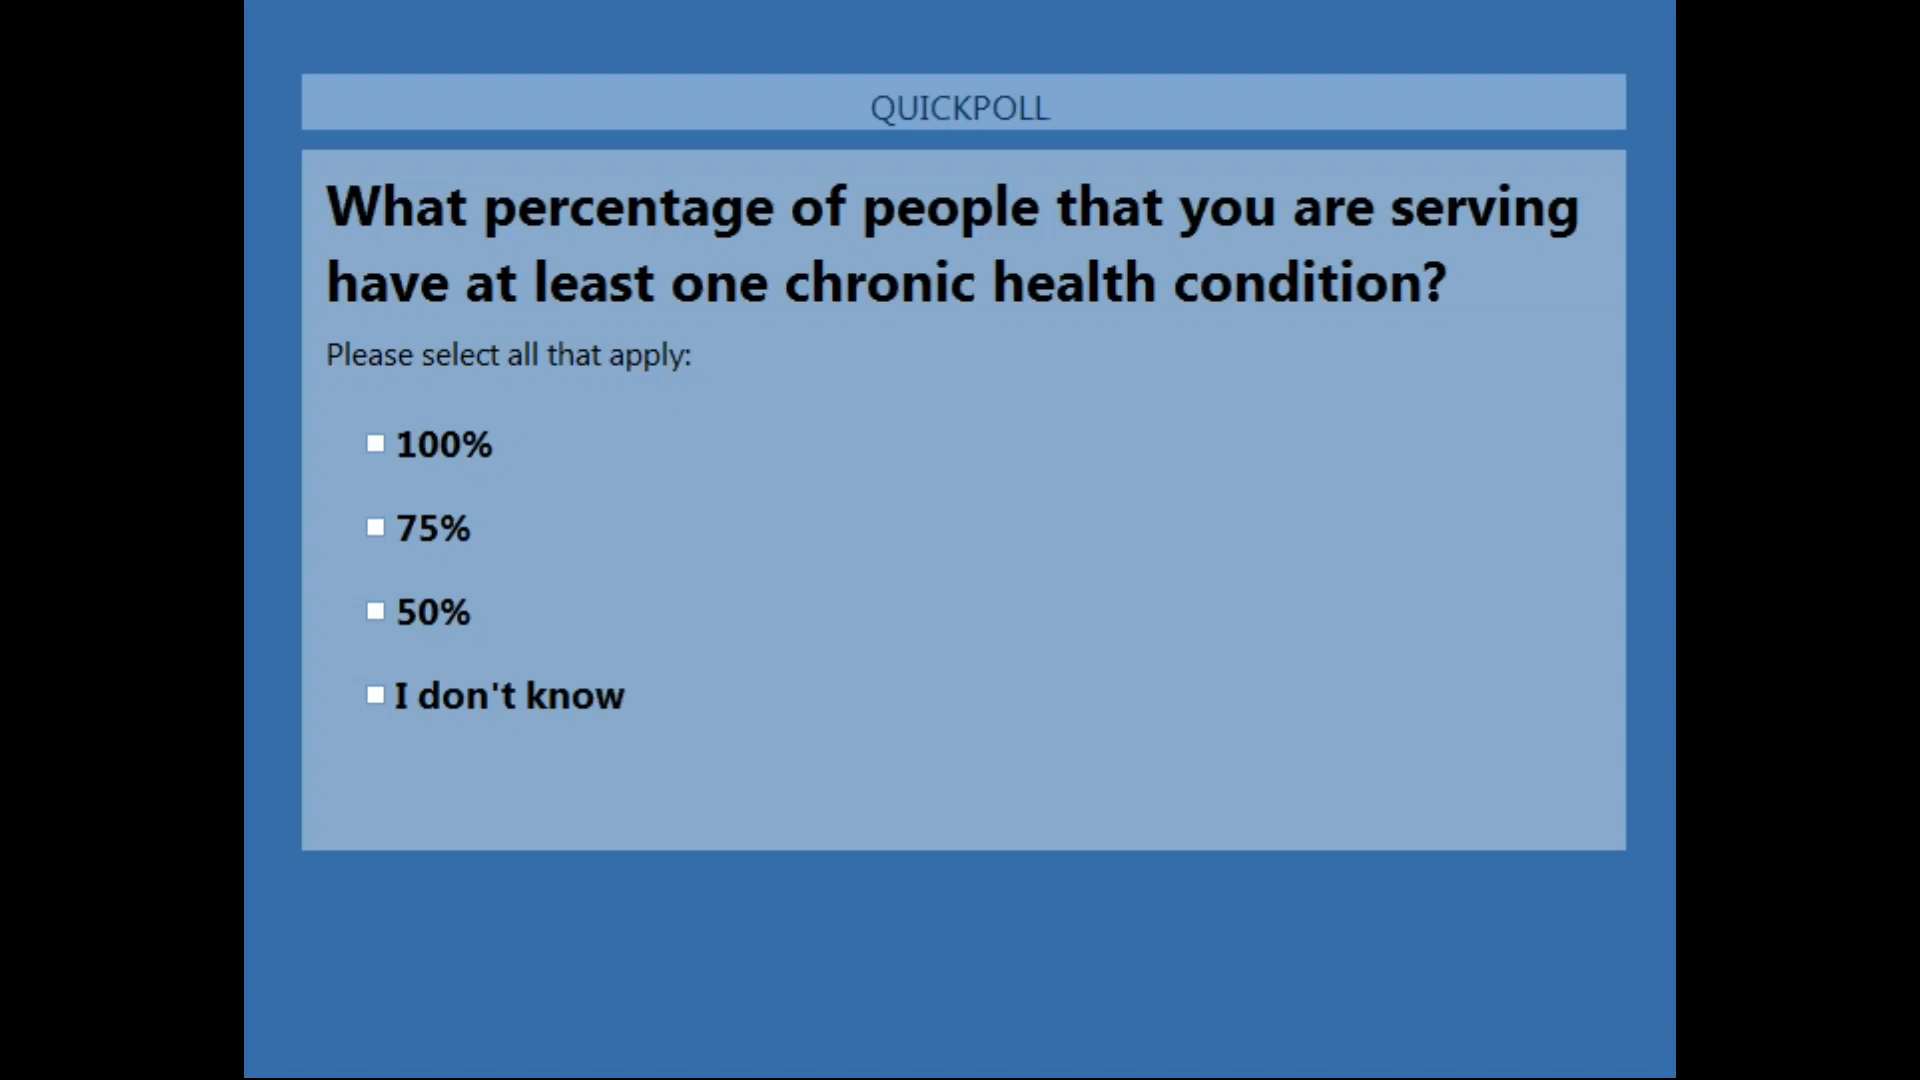 QUICKPOLL
What percentage of people that you are serving
have at least one chronic health condition?
Please select all that apply:
100%
75%
50%
I don't know